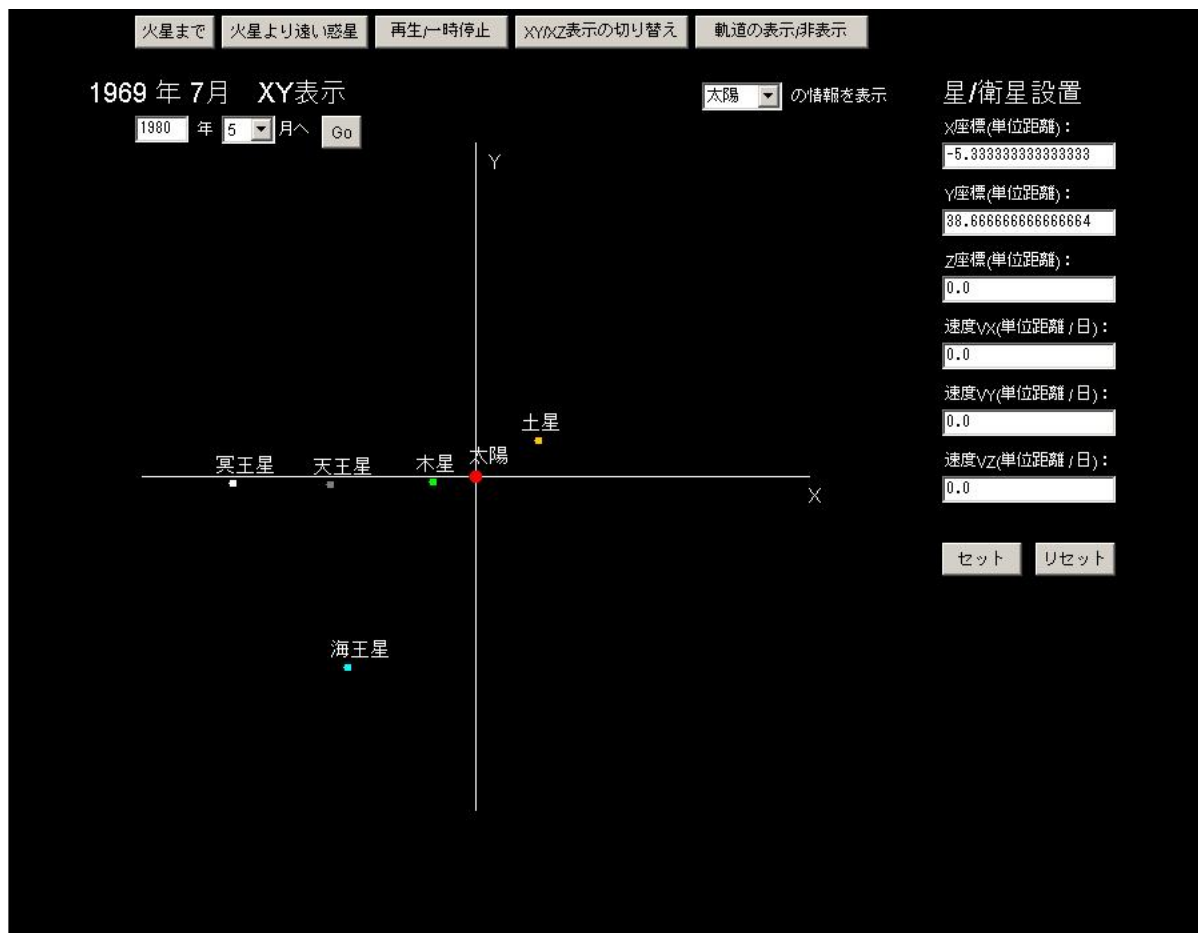 火星まで 火星より遠い惑星 再生/一時停止 XY/XZ表示の切り替え 軌道の表示/非表示
1969 年 7月 XY表示
1980 年 5 月へ Go
太陽 の情報を表示
Y
土星
太陽
木星
天王星
冥王星
X
海王星
星/衛星設置
X座標(単位距離)：
-5.333333333333333
Y座標(単位距離)：
38.666666666666664
Z座標(単位距離)：
0.0
速度VX(単位距離/日)：
0.0
速度VY(単位距離/日)：
0.0
速度VZ(単位距離/日)：
0.0
セット リセット